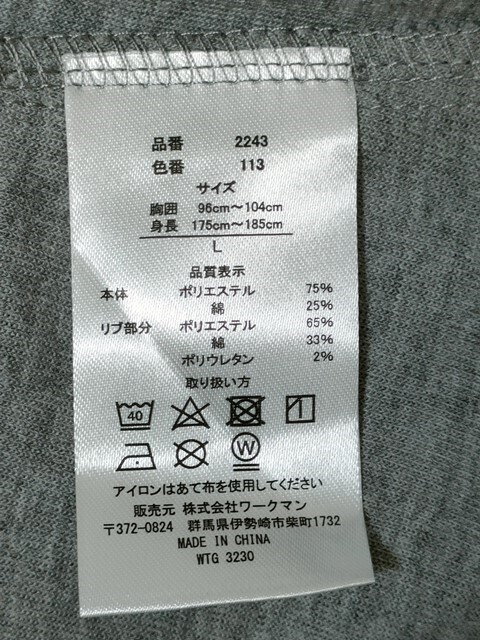 品番 2243
色番 113
サイズ
胸囲 96cm〜104cm
身長 175cm〜185cm
L
品質表示
本体 ポリエステル 75%
綿 25%
リブ部分 ポリエステル 65%
綿 33%
ポリウレタン 2%
取り扱い方
40
W
アイロンはあて布を使用してください
販売元 株式会社ワークマン
〒372-0824 群馬県伊勢崎市柴町1732
MADE IN CHINA
WTG 3230